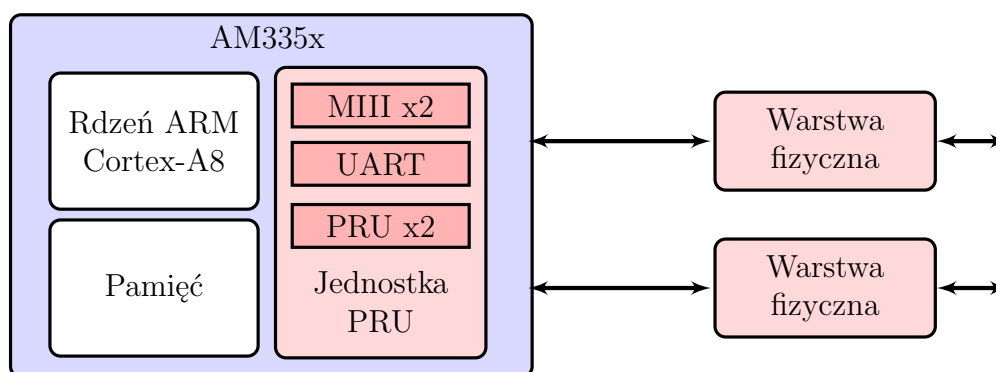 AM335x
Rdzeń ARM
Cortex-A8
Pamięć
MIII x2
UART
PRU x2
Jednostka
PRU
Warstwa
fizyczna
Warstwa
fizyczna